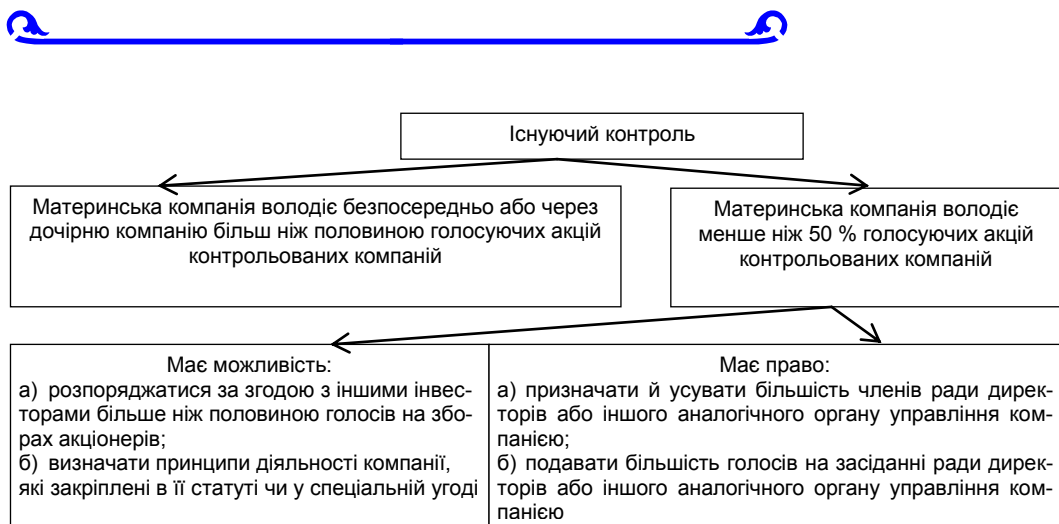 Існуючий контроль
Материнська компанія володіє безпосередньо або через
дочірню компанію більш ніж половиною голосуючих акцій
контрольованих компаній
Материнська компанія володіє
менше ніж 50 % голосуючих акцій
контрольованих компаній
Має можливість:
а) розпоряджатися за згодою з іншими інвес-
торами більше ніж половиною голосів на збо-
рах акціонерів;
б) визначати принципи діяльності компанії,
які закріплені в її статуті чи у спеціальній угоді
Має право:
а) призначати й усувати більшість членів ради дирек-
торів або іншого аналогічного органу управління ком-
панією;
б) подавати більшість голосів на засіданні ради дирек-
торів або іншого аналогічного органу управління ком-
панією